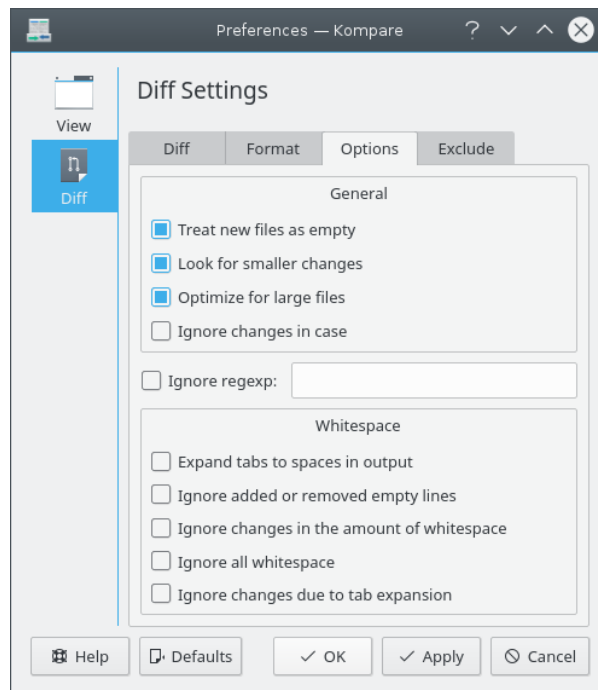 Preferences — Kompare
View
Diff
Diff Settings
Diff Format Options Exclude
General
Treat new files as empty
Look for smaller changes
Optimize for large files
Ignore changes in case
Ignore regexp:
Whitespace
Expand tabs to spaces in output
Ignore added or removed empty lines
Ignore changes in the amount of whitespace
Ignore all whitespace
Ignore changes due to tab expansion
Help Defaults OK Apply Cancel